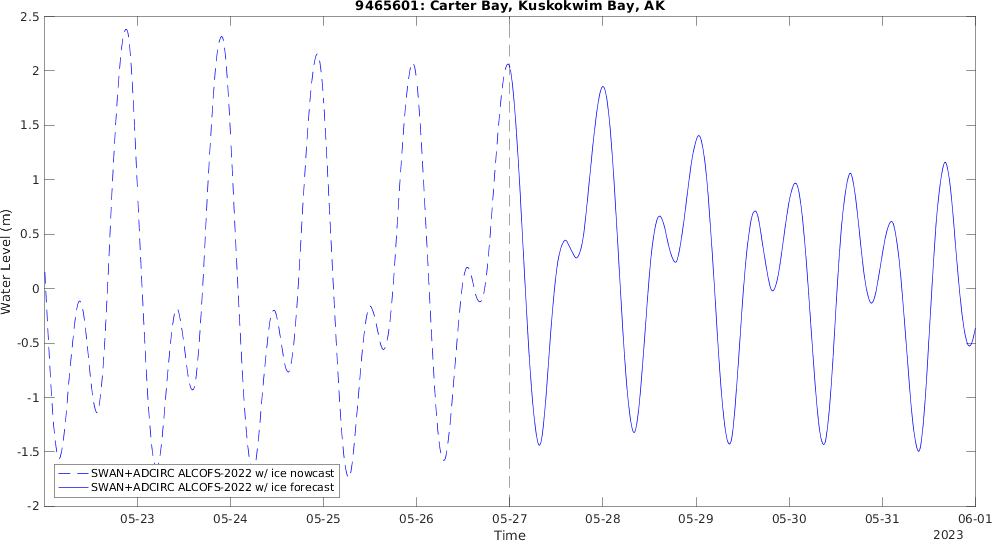 9465601: Carter Bay, Kuskokwim Bay, AK
Water Level (m)
2.5
2
1.5
1
0.5
0
-0.5
-1
-1.5
-2
SWAN+ADCIRC ALCOFS-2022 w/ ice nowcast
SWAN+ADCIRC ALCOFS-2022 w/ ice forecast
05-23 05-24 05-25 05-26 05-27 05-28 05-29 05-30 05-31 06-01
Time
2023